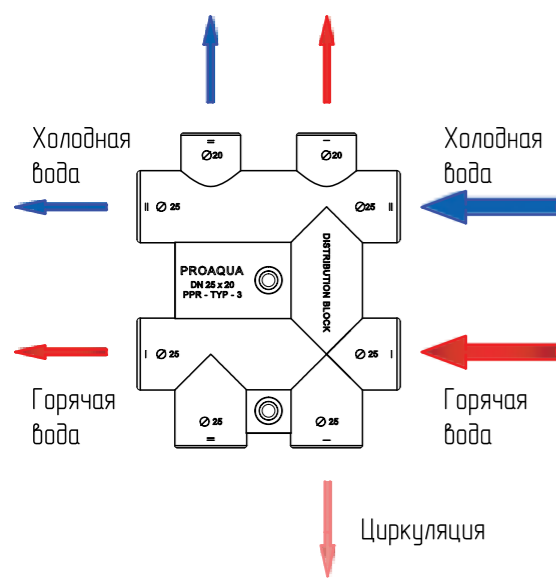 = –
⌀20 ⌀20
Холодная
вода
Холодная
вода
II ⌀ 25 ⌀25 II
PROAQUA
DN 25 x 20
PPR - TYP - 3
DISTRIBUTION BLOCK
I ⌀ 25 ⌀25 I
Горячая
вода
Горячая
вода
⌀ 25 ⌀ 25
= –
Циркуляция